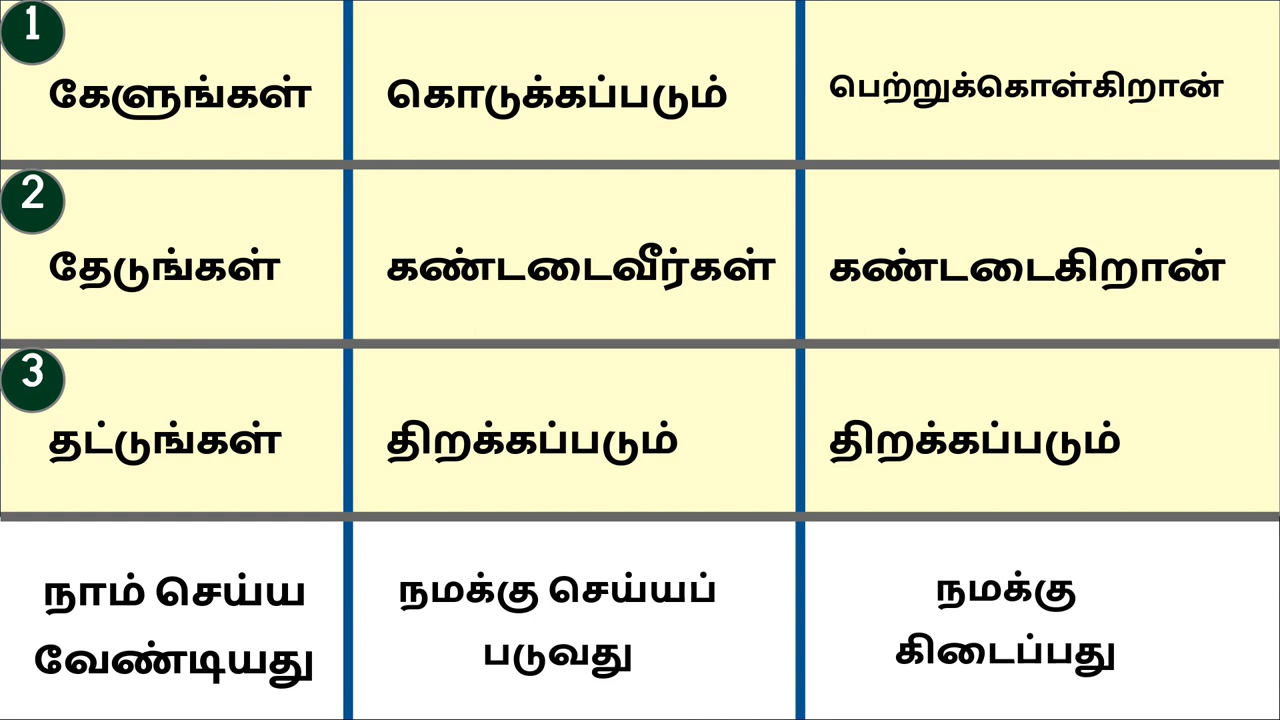 1
கேளுங்கள்
கொடுக்கப்படும்
பெற்றுக்கொள்கிறான்
2
தேடுங்கள்
கண்டடைவீர்கள்
கண்டடைகிறான்
3
தட்டுங்கள்
திறக்கப்படும்
திறக்கப்படும்
நாம் செய்ய
வேண்டியது
நமக்கு செய்யப்
படுவது
நமக்கு
கிடைப்பது